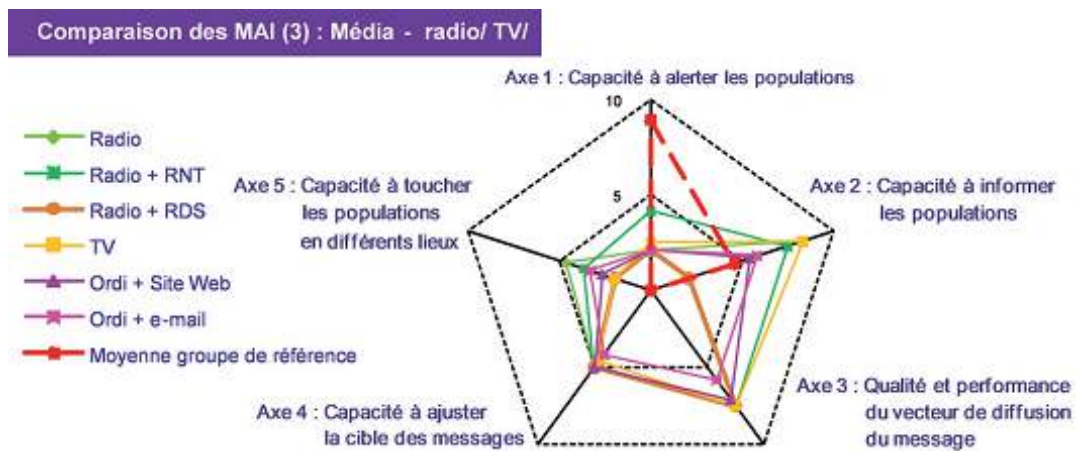 Comparaison des MAI (3) : Média - radio/ TV/
Axe 1 : Capacité à alerter les populations
10
5
Radio
Radio + RNT
Radio + RDS
TV
Ordi + Site Web
Ordi + e-mail
Moyenne groupe de référence
Axe 5 : Capacité à toucher
les populations
en différents lieux
Axe 2 : Capacité à informer
les populations
Axe 4 : Capacité à ajuster
la cible des messages
Axe 3 : Qualité et performance
du vecteur de diffusion
du message